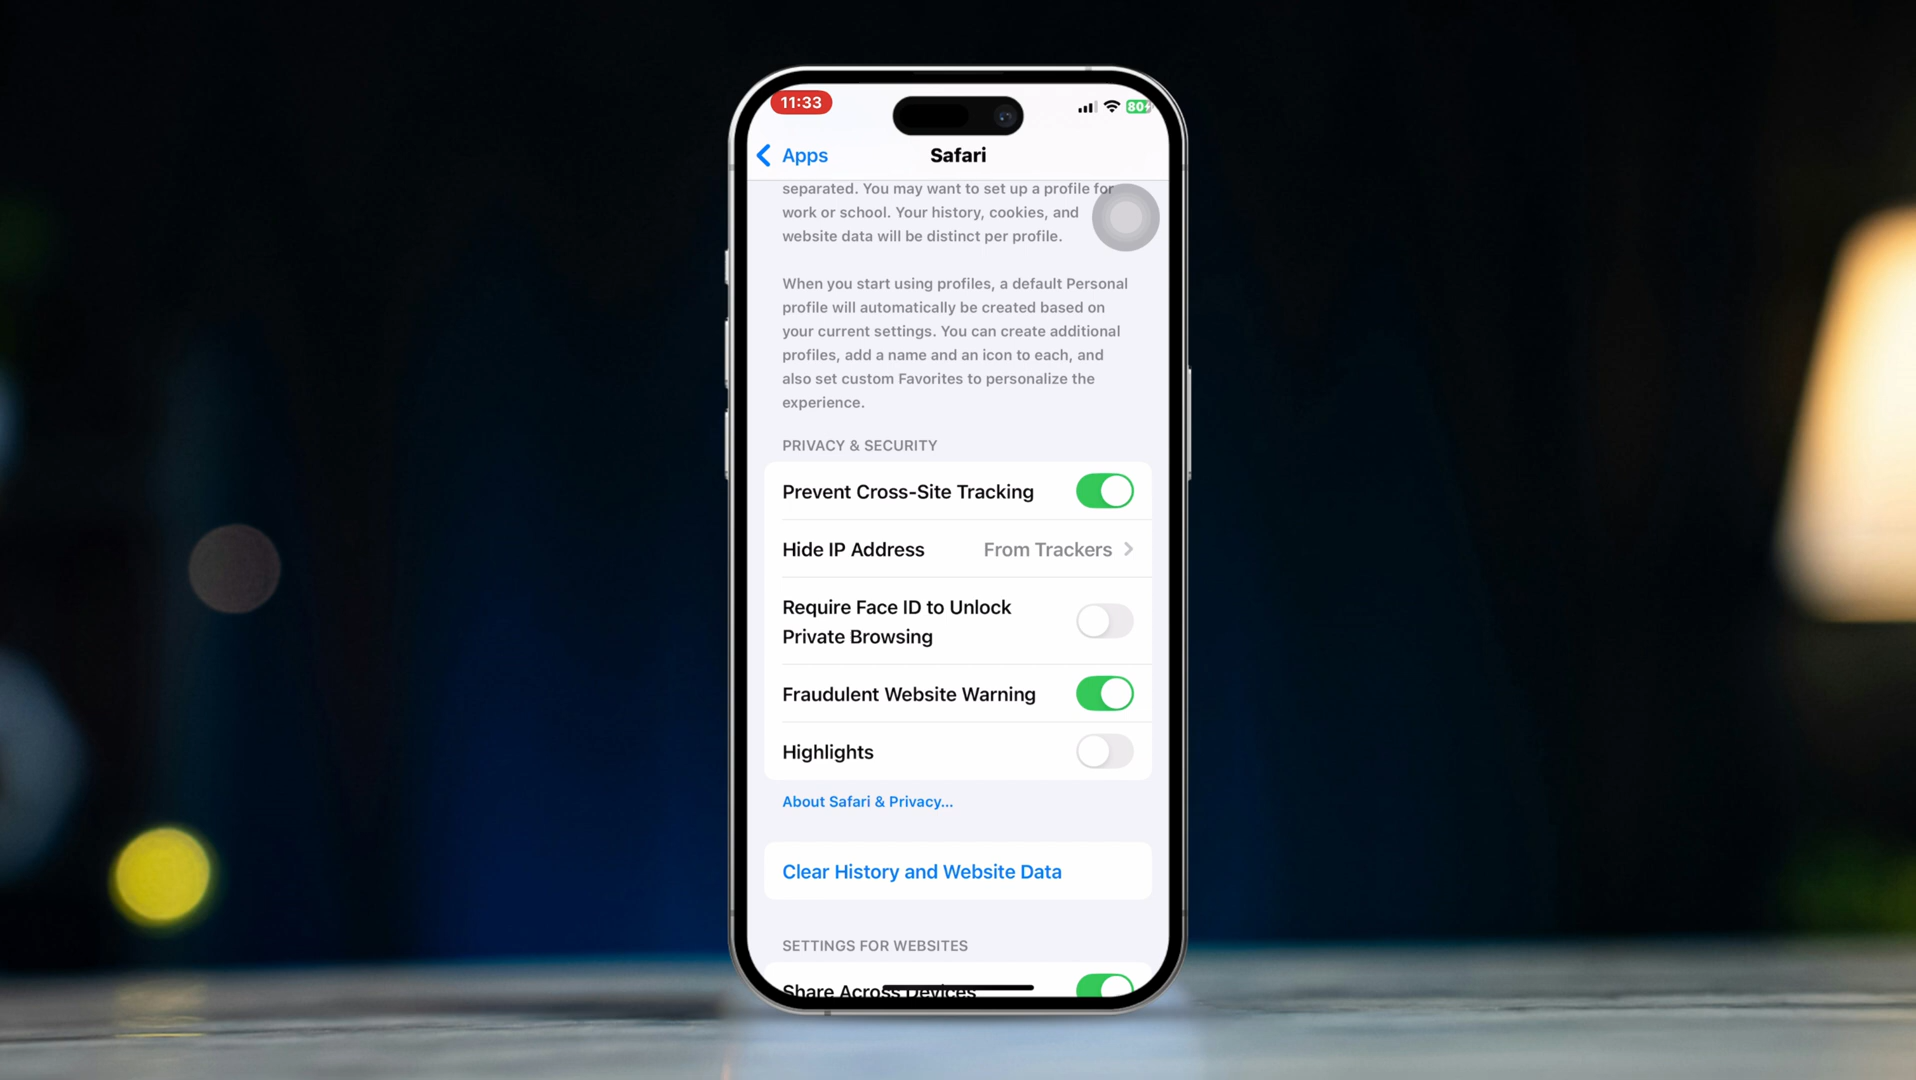 11:33
80
Apps
Safari
separated. You may want to set up a profile for
work or school. Your history, cookies, and
website data will be distinct per profile.
When you start using profiles, a default Personal
profile will automatically be created based on
your current settings. You can create additional
profiles, add a name and an icon to each, and
also set custom Favorites to personalize the
experience.
PRIVACY & SECURITY
Prevent Cross-Site Tracking
Hide IP Address From Trackers
Require Face ID to Unlock
Private Browsing
Fraudulent Website Warning
Highlights
About Safari & Privacy...
Clear History and Website Data
SETTINGS FOR WEBSITES
Share Across Devices